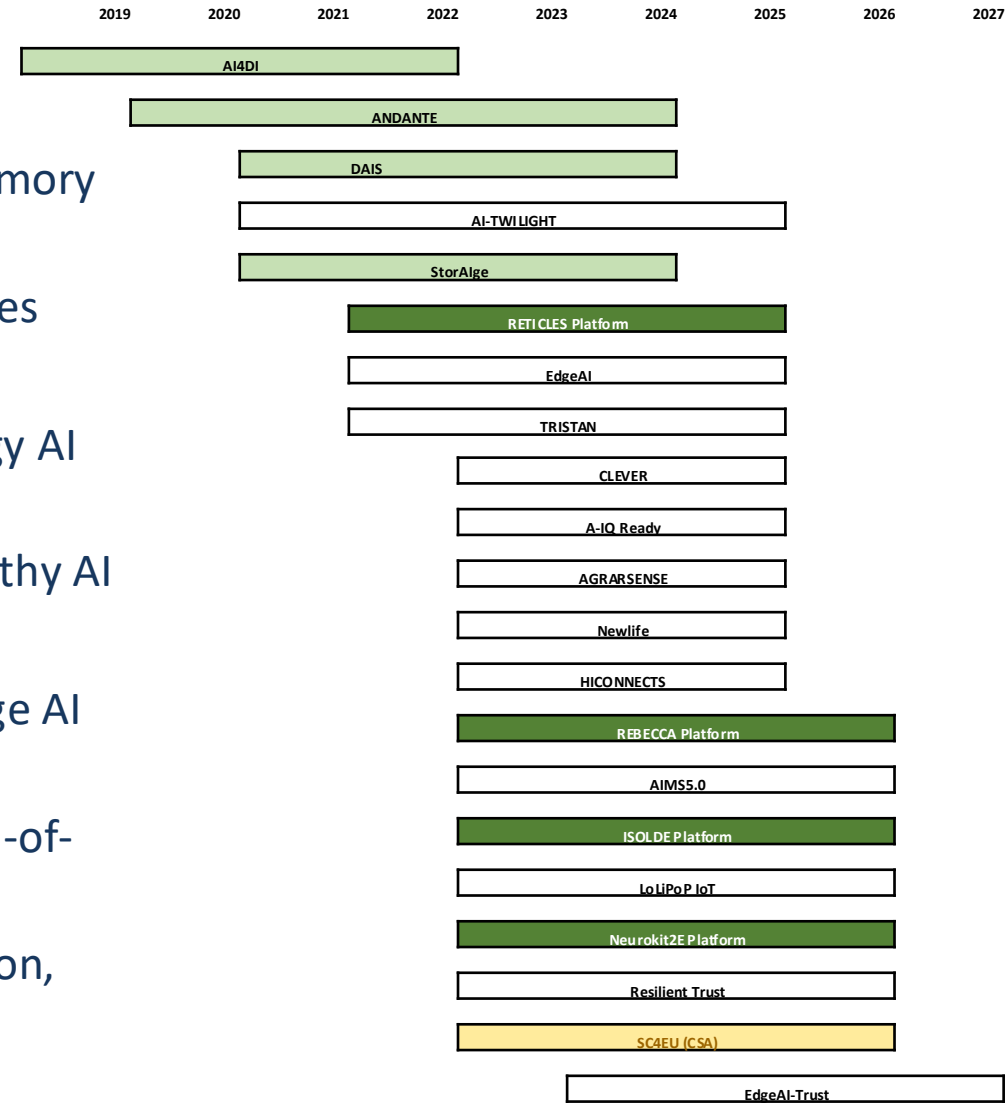 2019 2020 2021 2022 2023 2024 2025 2026 2027
AI4DI
ANDANTE
mory
DAIS
AI-TWILIGHT
StorAIge
es
RETICLES Platform
EdgeAI
TRISTAN
gy AI
CLEVER
A-IQ Ready
thy AI
AGRARSENSE
Newlife
HICONNECTS
ge AI
REBECCA Platform
AIMS5.0
-of-
ISOLDE Platform
LoLiPoP IoT
Neurokit2E Platform
on,
Resilient Trust
SC4EU (CSA)
EdgeAI-Trust